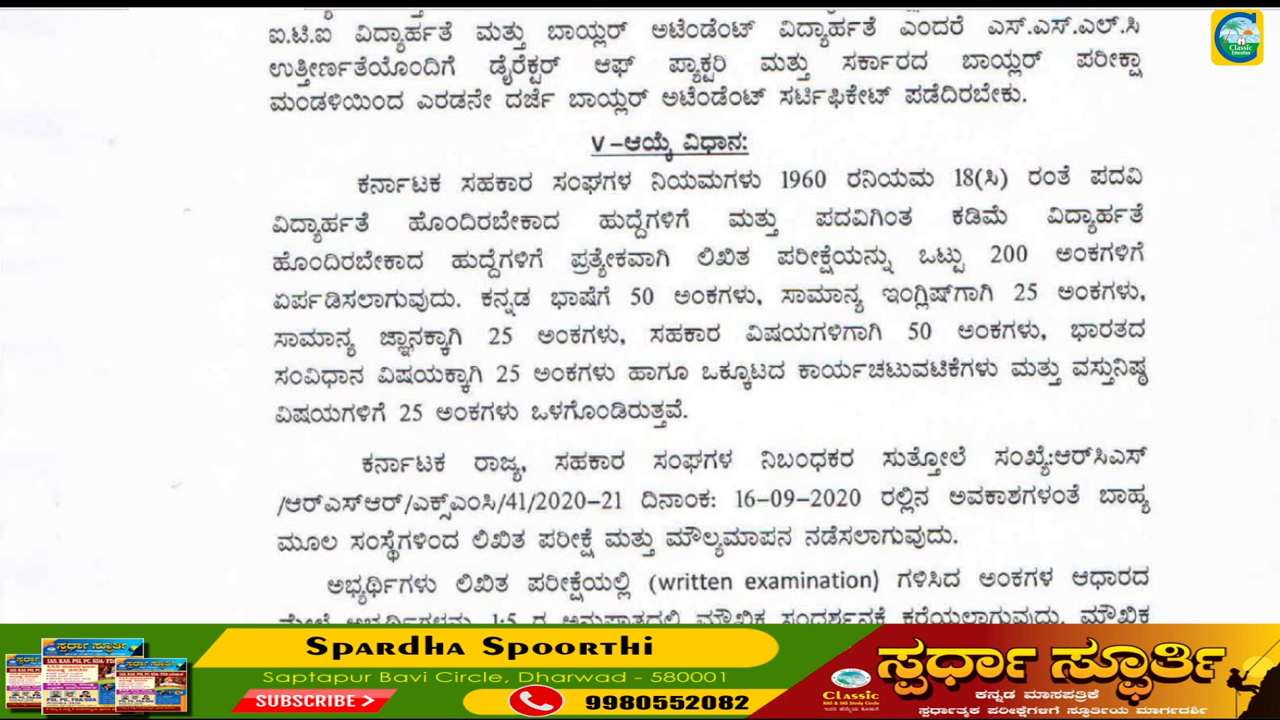 ಐ.ಟಿ.ಐ ವಿದ್ಯಾರ್ಹತೆ ಮತ್ತು ಬಾಯ್ಲರ್ ಅಟೆಂಡೆಂಟ್ ವಿದ್ಯಾರ್ಹತೆ ಎಂದರೆ ಎಸ್.ಎಸ್.ಎಲ್.ಸಿ
ಉತ್ತೀರ್ಣತೆಯೊಂದಿಗೆ ಡೈರೆಕ್ಟರ್ ಆಫ್ ಫ್ಯಾಕ್ಟರಿ ಮತ್ತು ಸರ್ಕಾರದ ಬಾಯ್ಲರ್ ಪರೀಕ್ಷಾ
ಮಂಡಳಿಯಿಂದ ಎರಡನೇ ದರ್ಜೆ ಬಾಯ್ಲರ್ ಅಟೆಂಡೆಂಟ್ ಸರ್ಟಿಫಿಕೇಟ್ ಪಡೆದಿರಬೇಕು.
V –ಆಯ್ಕೆ ವಿಧಾನ:
ಕರ್ನಾಟಕ ಸಹಕಾರ ಸಂಘಗಳ ನಿಯಮಗಳು 1960 ರನಿಯಮ 18(ಸಿ) ರಂತೆ ಪದವಿ
ವಿದ್ಯಾರ್ಹತೆ ಹೊಂದಿರಬೇಕಾದ ಹುದ್ದೆಗಳಿಗೆ ಮತ್ತು ಪದವಿಗಿಂತ ಕಡಿಮೆ ವಿದ್ಯಾರ್ಹತೆ
ಹೊಂದಿರಬೇಕಾದ ಹುದ್ದೆಗಳಿಗೆ ಪ್ರತ್ಯೇಕವಾಗಿ ಲಿಖಿತ ಪರೀಕ್ಷೆಯನ್ನು ಒಟ್ಟು 200 ಅಂಕಗಳಿಗೆ
ಏರ್ಪಡಿಸಲಾಗುವುದು. ಕನ್ನಡ ಭಾಷೆಗೆ 50 ಅಂಕಗಳು, ಸಾಮಾನ್ಯ ಇಂಗ್ಲಿಷ್‌ಗಾಗಿ 25 ಅಂಕಗಳು,
ಸಾಮಾನ್ಯ ಜ್ಞಾನಕ್ಕಾಗಿ 25 ಅಂಕಗಳು, ಸಹಕಾರ ವಿಷಯಗಳಿಗಾಗಿ 50 ಅಂಕಗಳು, ಭಾರತದ
ಸಂವಿಧಾನ ವಿಷಯಕ್ಕಾಗಿ 25 ಅಂಕಗಳು ಹಾಗೂ ಒಕ್ಕೂಟದ ಕಾರ್ಯಚಟುವಟಿಕೆಗಳು ಮತ್ತು ವಸ್ತುನಿಷ್ಠ
ವಿಷಯಗಳಿಗೆ 25 ಅಂಕಗಳು ಒಳಗೊಂಡಿರುತ್ತವೆ.
ಕರ್ನಾಟಕ ರಾಜ್ಯ, ಸಹಕಾರ ಸಂಘಗಳ ನಿಬಂಧಕರ ಸುತ್ತೋಲೆ ಸಂಖ್ಯೆ:ಆರ್‌ಸಿಎಸ್
/ಆರ್‌ಎಸ್‌ಆರ್/ಎಕ್ಸ್‌ಎಂಸಿ/41/2020–21 ದಿನಾಂಕ: 16–09–2020 ರಲ್ಲಿನ ಅವಕಾಶಗಳಂತೆ ಬಾಹ್ಯ
ಮೂಲ ಸಂಸ್ಥೆಗಳಿಂದ ಲಿಖಿತ ಪರೀಕ್ಷೆ ಮತ್ತು ಮೌಲ್ಯಮಾಪನ ನಡೆಸಲಾಗುವುದು.
ಅಭ್ಯರ್ಥಿಗಳು ಲಿಖಿತ ಪರೀಕ್ಷೆಯಲ್ಲಿ (written examination) ಗಳಿಸಿದ ಅಂಕಗಳ ಆಧಾರದ
ಮೇಲೆ ಅಭ್ಯರ್ಥಿಗಳನ್ನು 1:5 ರ ಅನುಪಾತದಲ್ಲಿ ಮೌಖಿಕ ಸಂದರ್ಶನಕ್ಕೆ ಕರೆಯಲಾಗುವುದು. ಮೌಖಿಕ
Classic
Education
Spardha Spoorthi
Saptapur Bavi Circle, Dharwad - 580001
SUBSCRIBE >
9980552082
ಸ್ಪರ್ಧಾ ಸ್ಫೂರ್ತಿ
ಕನ್ನಡ ಮಾಸಪತ್ರಿಕೆ
ಸ್ಪರ್ಧಾತ್ಮಕ ಪರೀಕ್ಷೆಗಳಿಗೆ ಸ್ಫೂರ್ತಿಯ ಮಾರ್ಗದರ್ಶಿ
Classic
KAS & IAS Study Circle
ಸ್ಪರ್ಧಾ ಸ್ಫೂರ್ತಿ